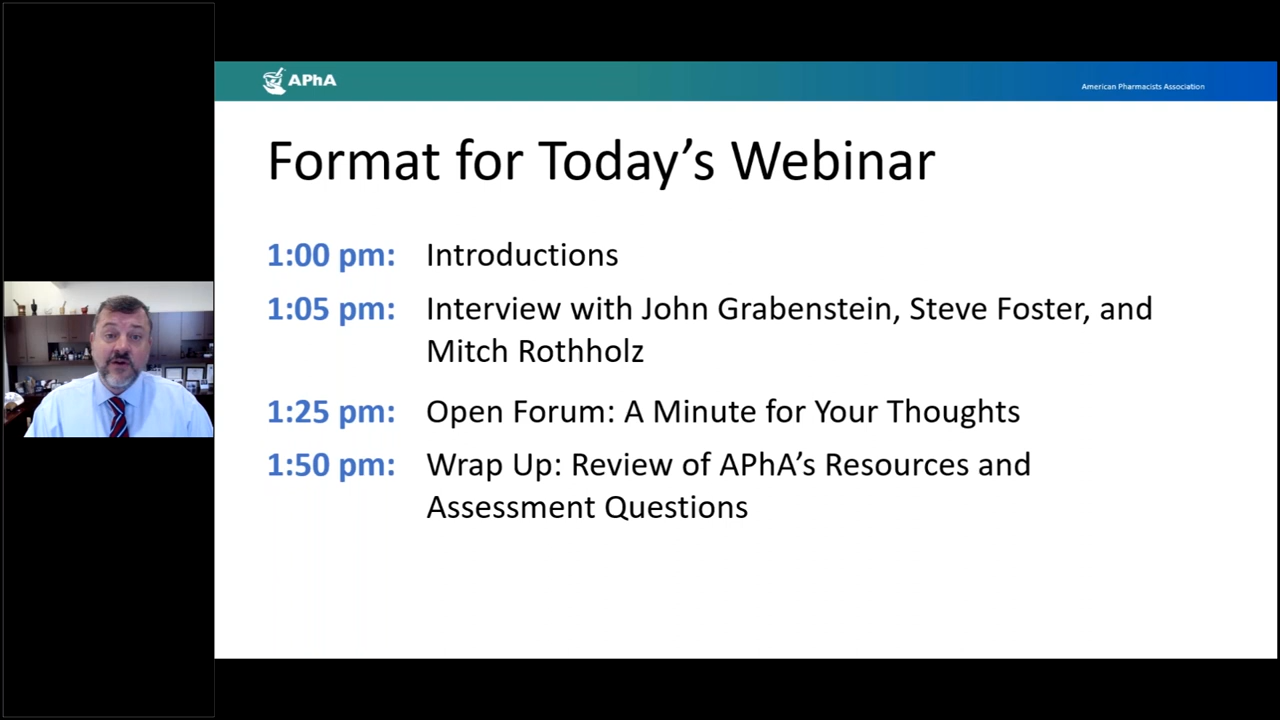 APhA
American Pharmacists Association
Format for Today's Webinar
1:00 pm: Introductions
1:05 pm: Interview with John Grabenstein, Steve Foster, and
Mitch Rothholz
1:25 pm: Open Forum: A Minute for Your Thoughts
1:50 pm: Wrap Up: Review of APhA's Resources and
Assessment Questions